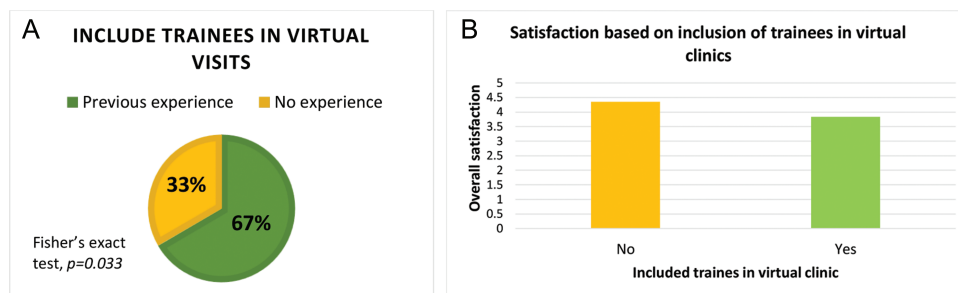 A
INCLUDE TRAINEES IN VIRTUAL
VISITS
Previous experience
No experience
33%
67%
Fisher's exact
test, p=0.033
B
Satisfaction based on inclusion of trainees in virtual
clinics
Overall satisfaction
5
4.5
4
3.5
3
2.5
2
1.5
1
0.5
0
No
Yes
Included traines in virtual clinic